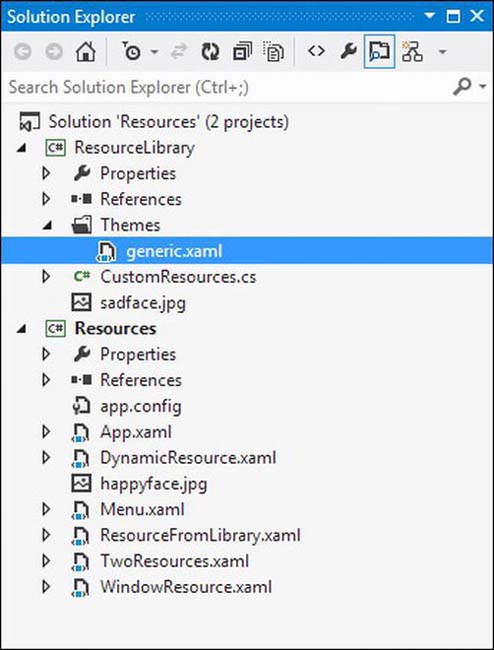 Solution Explorer
Search Solution Explorer (Ctrl+;)
Solution 'Resources' (2 projects)
C# ResourceLibrary
Properties
References
Themes
generic.xaml
C# CustomResources.cs
sadface.jpg
C# Resources
Properties
References
app.config
App.xaml
DynamicResource.xaml
happyface.jpg
Menu.xaml
ResourceFromLibrary.xaml
TwoResources.xaml
WindowResource.xaml